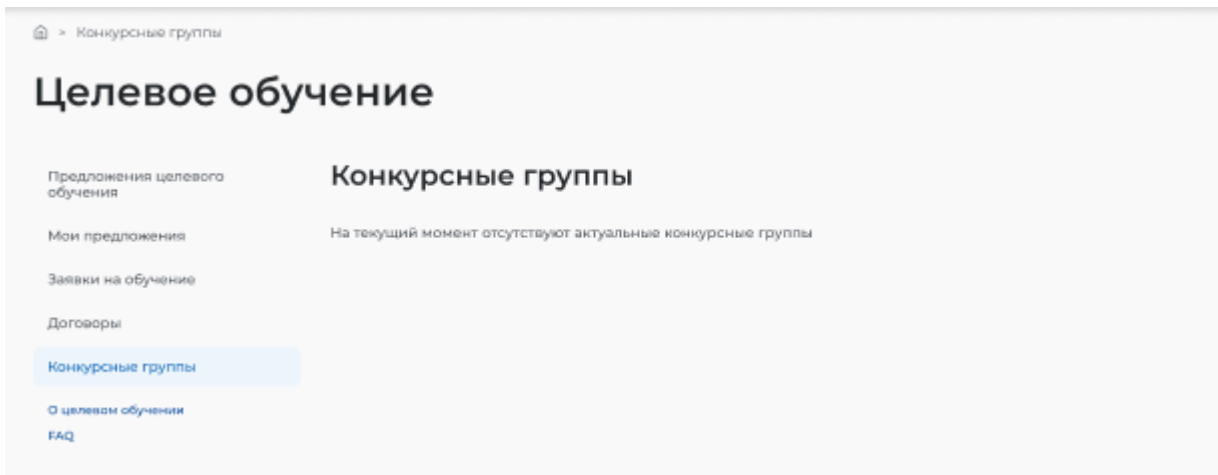 > Конкурсные группы
Целевое обучение
Предложения целевого
обучения
Мои предложения
Заявки на обучение
Договоры
Конкурсные группы
О целевом обучении
FAQ
Конкурсные группы
На текущий момент отсутствуют актуальные конкурсные группы